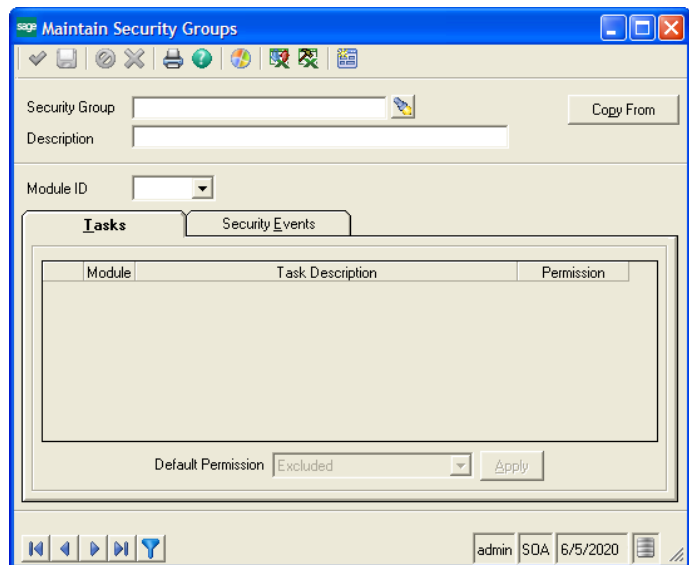 sage Maintain Security Groups
Security Group
Copy From
Description
Module ID
Tasks Security Events
Module Task Description Permission
Default Permission Excluded Apply
admin SOA 6/5/2020